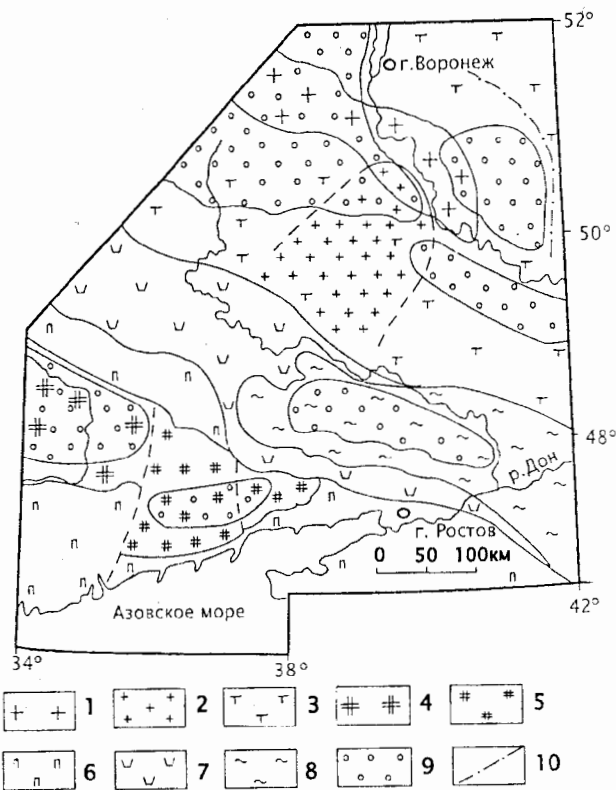 52°
г.Воронеж
50°
48°
р.Дон
г. Ростов
0 50 100км
Азовское море
42°
34°
38°
1 2 3 4 5
6 7 8 9 10